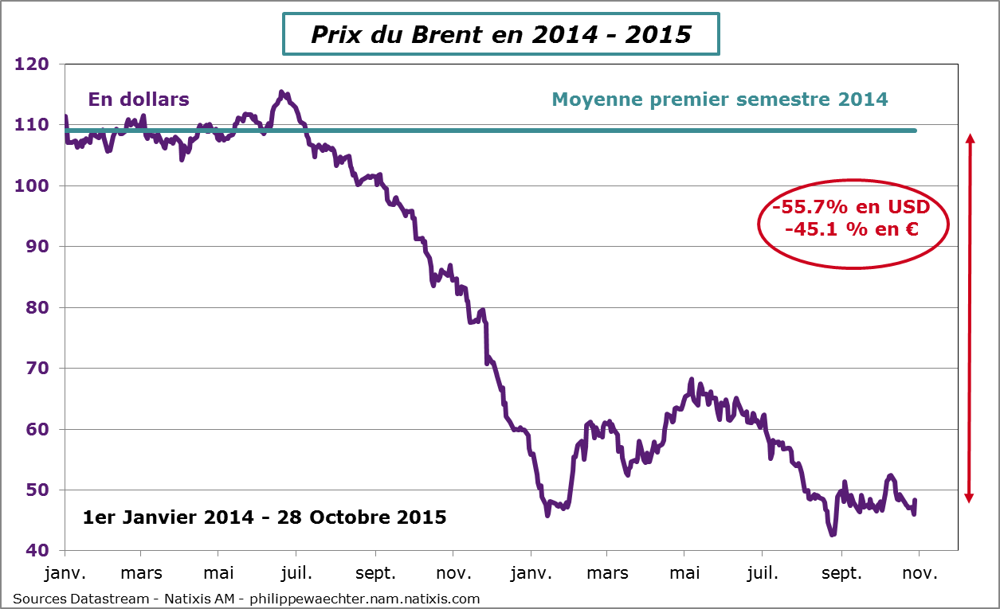 Prix du Brent en 2014 - 2015
120
110
100
90
80
70
60
50
40
En dollars
Moyenne premier semestre 2014
-55.7% en USD
-45.1 % en €
1er Janvier 2014 - 28 Octobre 2015
janv. mars mai juil. sept. nov. janv. mars mai juil. sept. nov.
Sources Datastream - Natixis AM - philippewaechter.nam.natixis.com